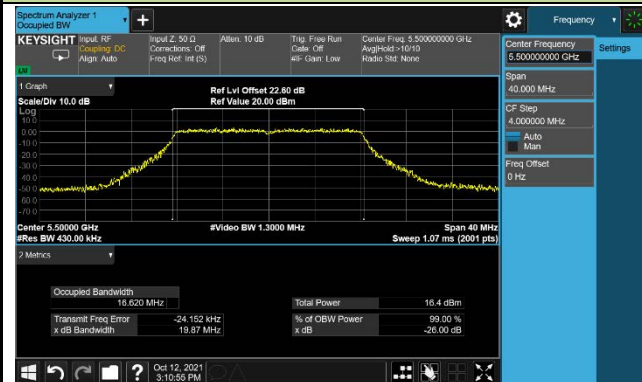 Spectrum Analyzer 1
Occupied BW
Frequency
KEYSIGHT
Input: RF
Coupling: DC
Align: Auto
Input Z: 50 Ω
Corrections: Off
Freq Ref: Int (S)
Atten: 10 dB
Trig: Free Run
Gate: Off
#IF Gain: Low
Center Freq: 5.500000000 GHz
Avg|Hold:>10/10
Radio Std: None
Center Frequency
5.500000000 GHz
Settings
Span
40.000 MHz
CF Step
4.000000 MHz
Auto
Man
Freq Offset
0 Hz
1 Graph
Scale/Div 10.0 dB
Ref Lvl Offset 22.60 dB
Ref Value 20.00 dBm
Log
10.0
0.00
-10.0
-20.0
-30.0
-40.0
-50.0
-60.0
-70.0
Center 5.50000 GHz
#Video BW 1.3000 MHz
Span 40 MHz
#Res BW 430.00 kHz
Sweep 1.07 ms (2001 pts)
2 Metrics
Occupied Bandwidth
16.620 MHz
Total Power
16.4 dBm
Transmit Freq Error
-24.152 kHz
% of OBW Power
99.00 %
x dB Bandwidth
19.87 MHz
x dB
-26.00 dB
?
Oct 12, 2021
3:10:55 PM